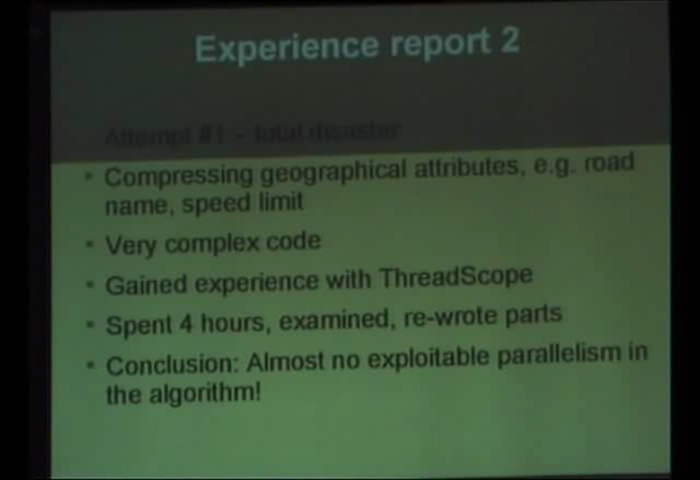 Experience report 2
Attempt #1 – total disaster
Compressing geographical attributes, e.g. road
name, speed limit
Very complex code
Gained experience with ThreadScope
Spent 4 hours, examined, re-wrote parts
Conclusion: Almost no exploitable parallelism in
the algorithm!